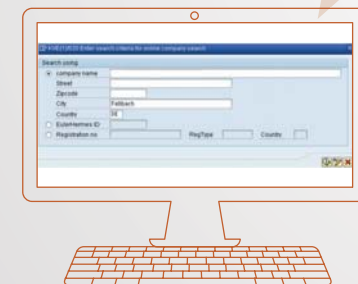 Enter search criteria for online company search
Search using
company name
Street
Zipcode
City Fellbach
Country
EulerHermes ID
Registration no. RegType Country